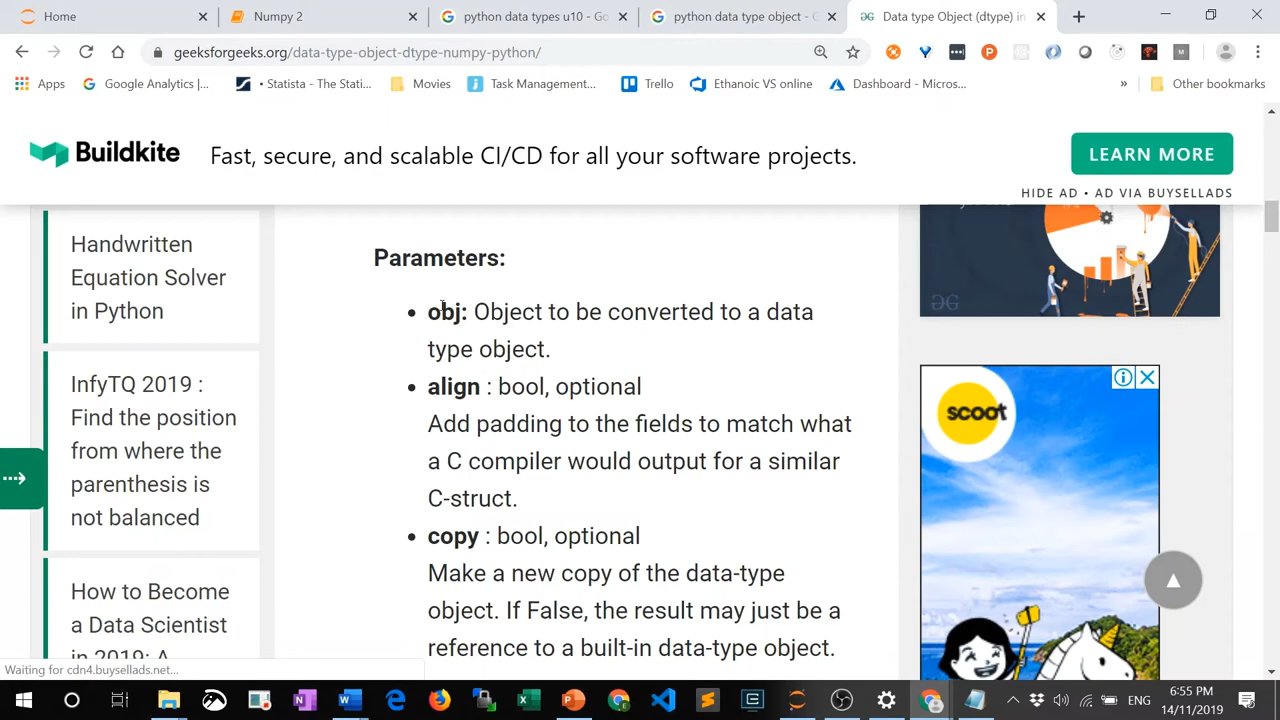 Home
Numpy 2
python data types u10 - Go
python data type object - G
Data type Object (dtype) in
geeksforgeeks.org/data-type-object-dtype-numpy-python/
Apps
Google Analytics |...
• Statista - The Stati...
Movies
Task Management...
Trello
Ethanoic VS online
Dashboard - Micros...
»
Other bookmarks
Buildkite
Fast, secure, and scalable CI/CD for all your software projects.
LEARN MORE
HIDE AD • AD VIA BUYSELLADS
Handwritten
Equation Solver
in Python
InfyTQ 2019 :
Find the position
from where the
parenthesis is
not balanced
How to Become
a Data Scientist
in 2019: A
Parameters:
• obj: Object to be converted to a data
type object.
• align : bool, optional
Add padding to the fields to match what
a C compiler would output for a similar
C-struct.
• copy : bool, optional
Make a new copy of the data-type
object. If False, the result may just be a
reference to a built-in data-type object.
scoot
Waiting for cdn4.buysellads.net...
ENG
6:55 PM
14/11/2019